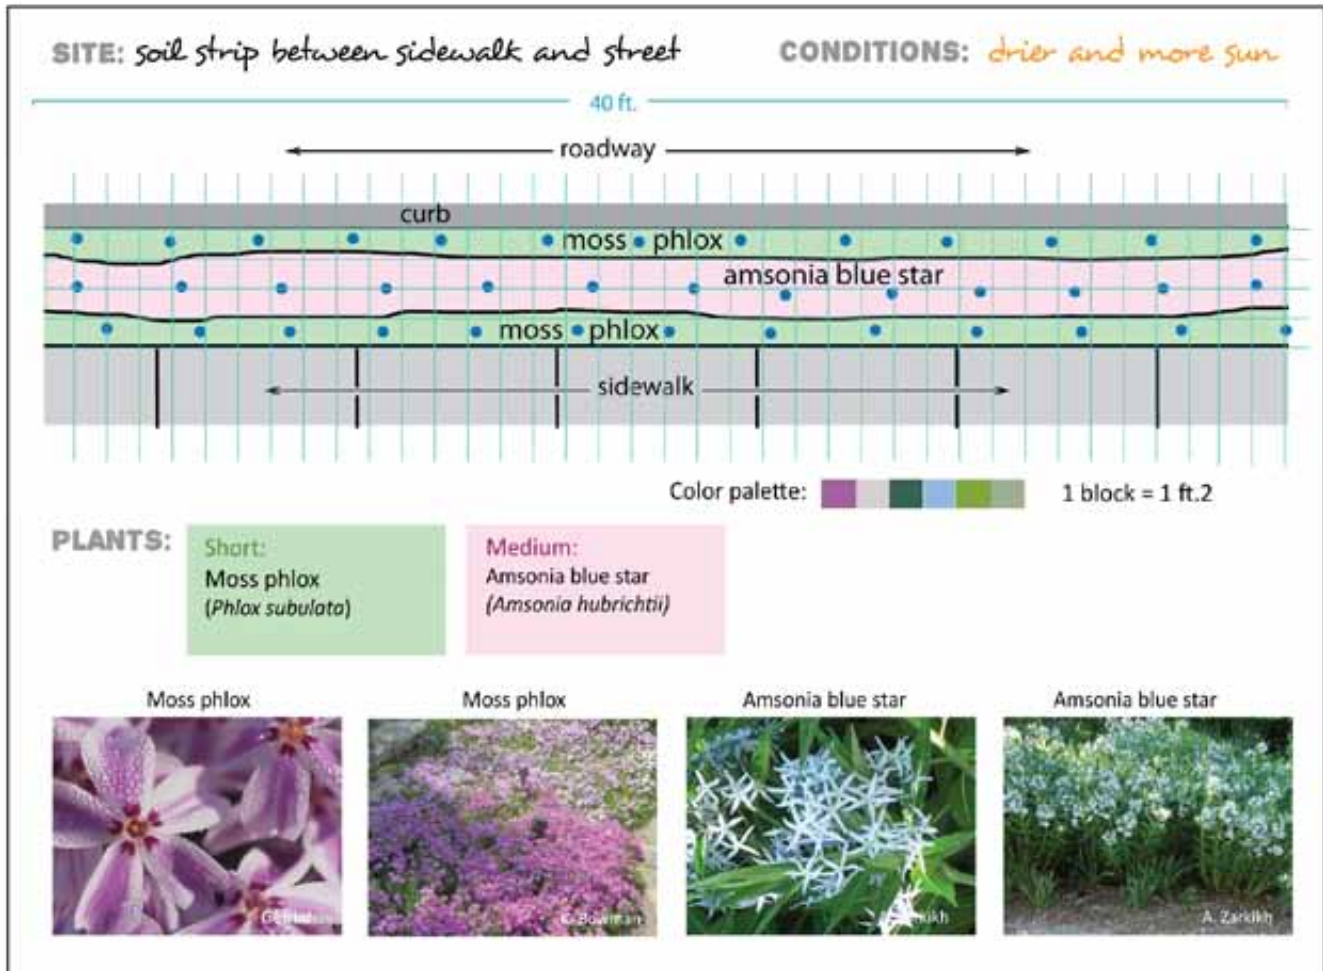 SITE: soil strip between sidewalk and street
CONDITIONS: drier and more sun
40 ft.
roadway
curb
moss phlox
amsonia blue star
moss phlox
sidewalk
Color palette:
1 block = 1 ft.2
PLANTS:
Short:
Moss phlox
(Phlox subulata)
Medium:
Amsonia blue star
(Amsonia hubrichtii)
Moss phlox
Moss phlox
Amsonia blue star
Amsonia blue star
Bowman
A. Zarkikh